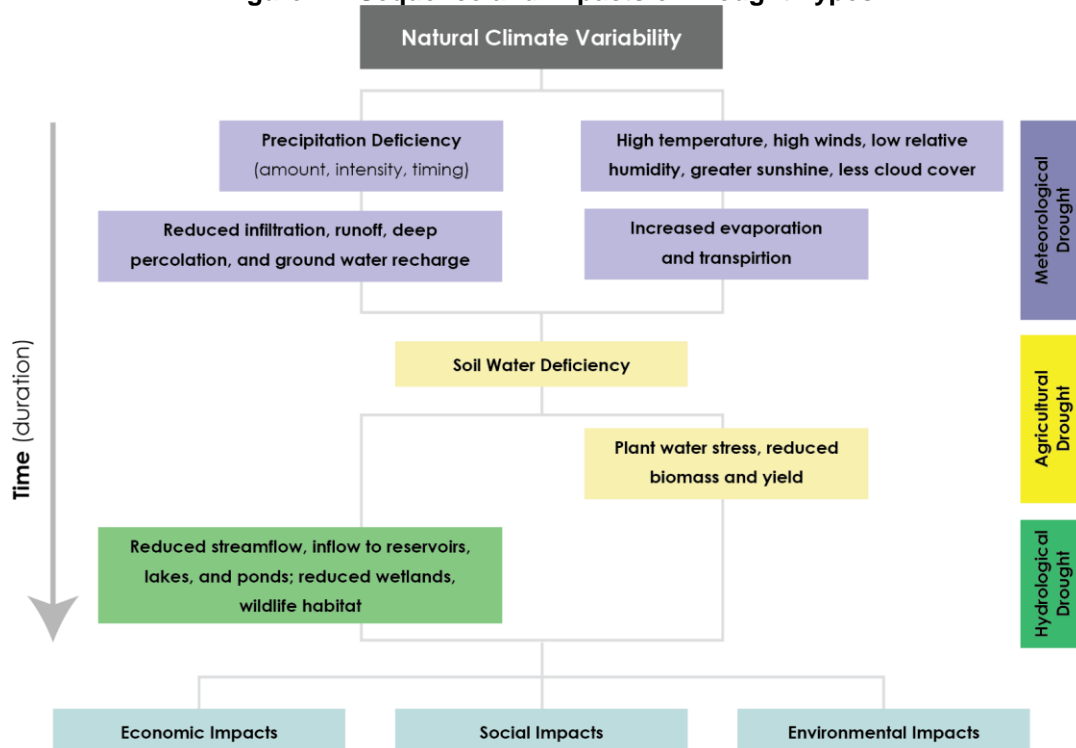 Natural Climate Variability
Precipitation Deficiency
(amount, intensity, timing)
High temperature, high winds, low relative
humidity, greater sunshine, less cloud cover
Reduced infiltration, runoff, deep
percolation, and ground water recharge
Increased evaporation
and transpirtion
Meteorological
Drought
Soil Water Deficiency
Plant water stress, reduced
biomass and yield
Agricultural
Drought
Time (duration)
Reduced streamflow, inflow to reservoirs,
lakes, and ponds; reduced wetlands,
wildlife habitat
Hydrological
Drought
Economic Impacts
Social Impacts
Environmental Impacts